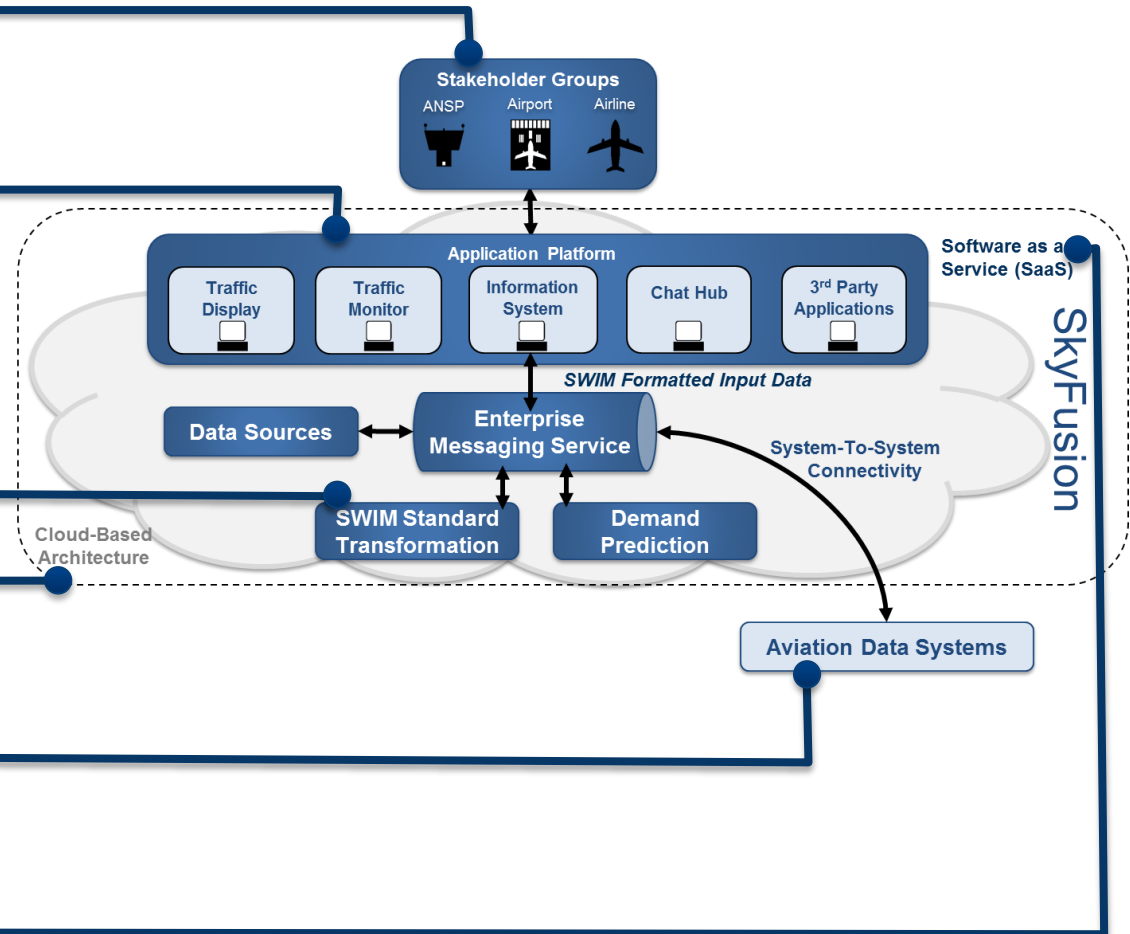 Stakeholder Groups
ANSP
Airport
Airline
Application Platform
Software as a
Service (SaaS)
Traffic
Display
Traffic
Monitor
Information
System
Chat Hub
3rd Party
Applications
SkyFusion
SWIM Formatted Input Data
Data Sources
Enterprise
Messaging Service
System-To-System
Connectivity
SWIM Standard
Transformation
Demand
Prediction
Cloud-Based
Architecture
Aviation Data Systems